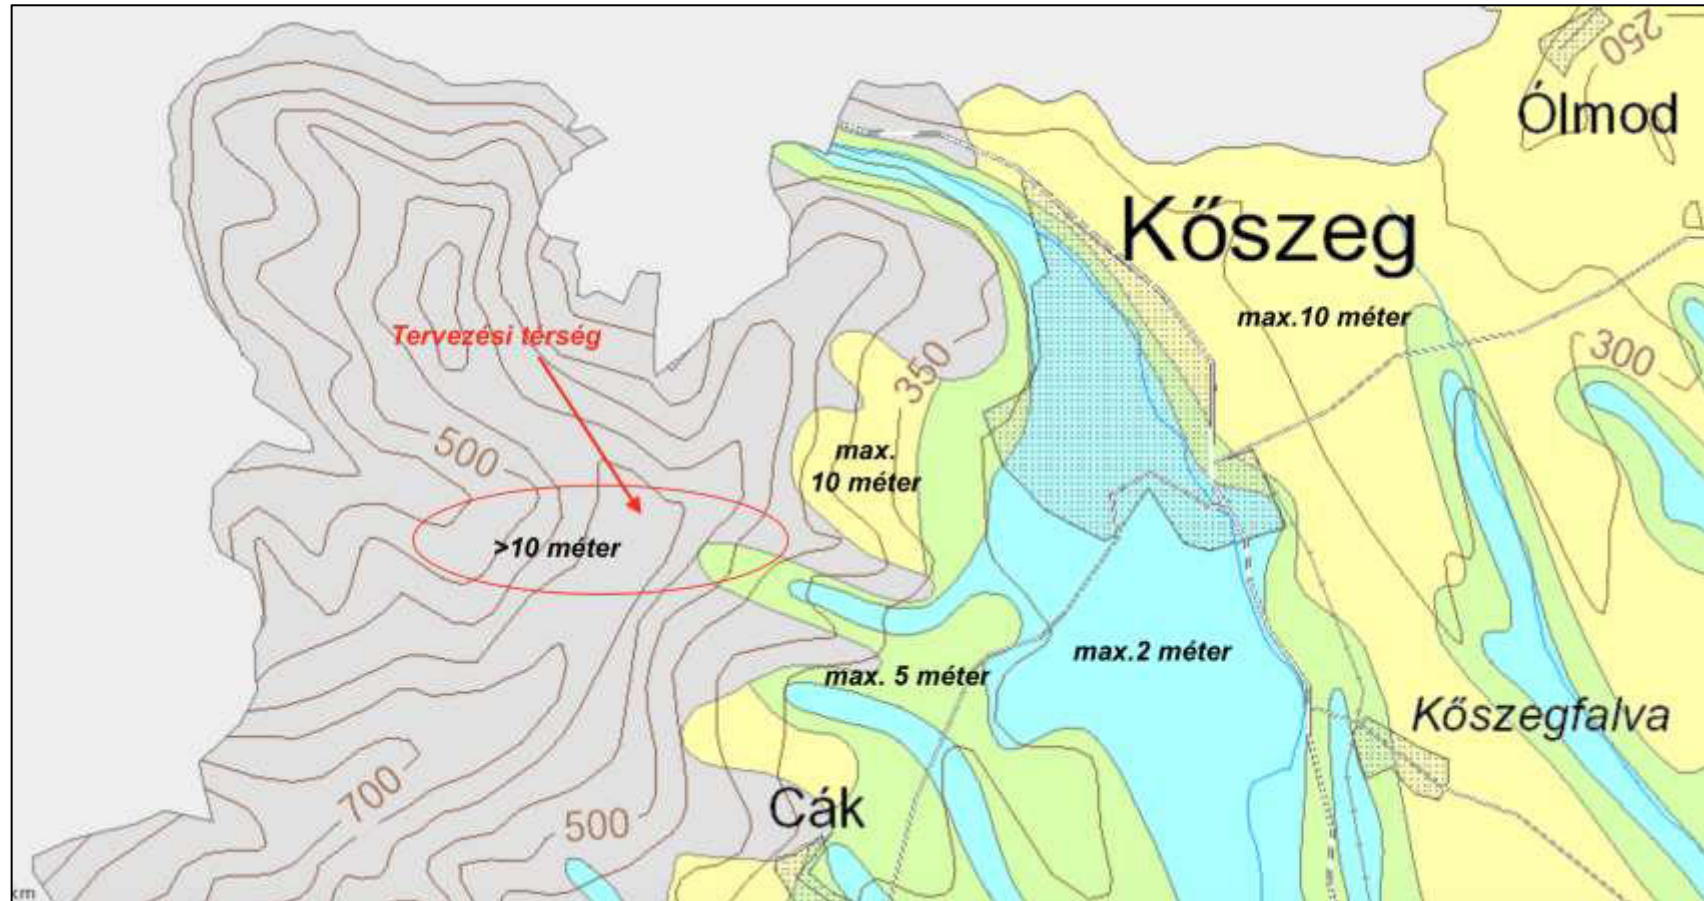 250
Ólmod
Kőszeg
max.10 méter
Tervezési térség
300
350
500
max.
10 méter
>10 méter
max.2 méter
max. 5 méter
Kőszegfalva
700
Cák
500
km